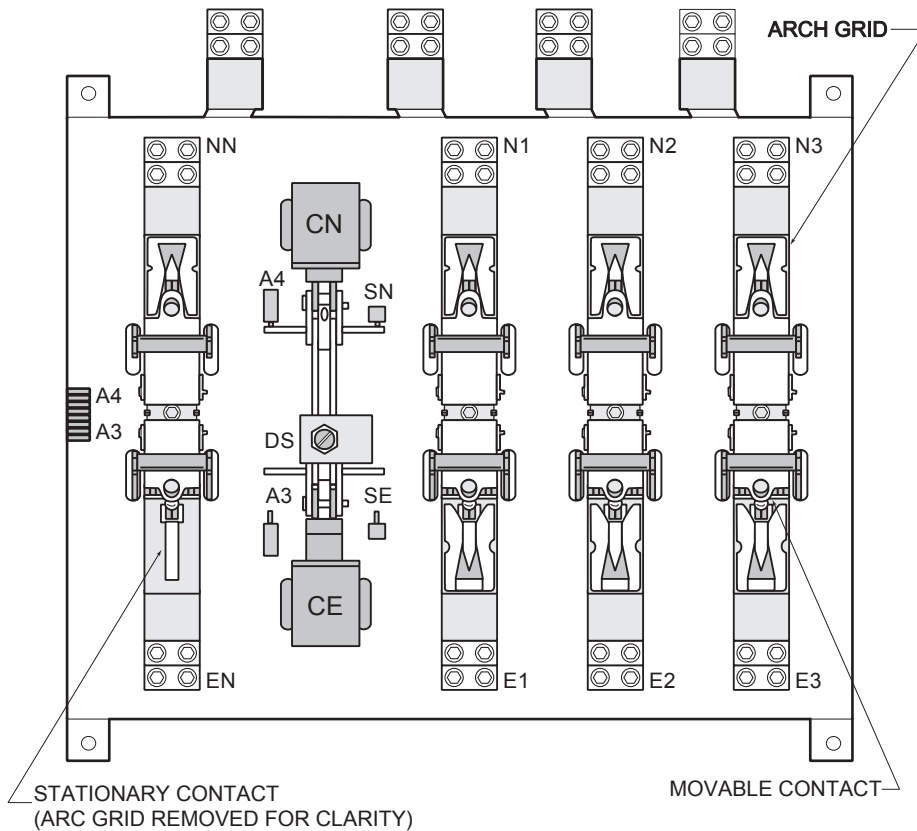 ARCH GRID
NN
N1
N2
N3
CN
A4
SN
A4
A3
DS
A3
SE
CE
EN
E1
E2
E3
STATIONARY CONTACT
(ARC GRID REMOVED FOR CLARITY)
MOVABLE CONTACT